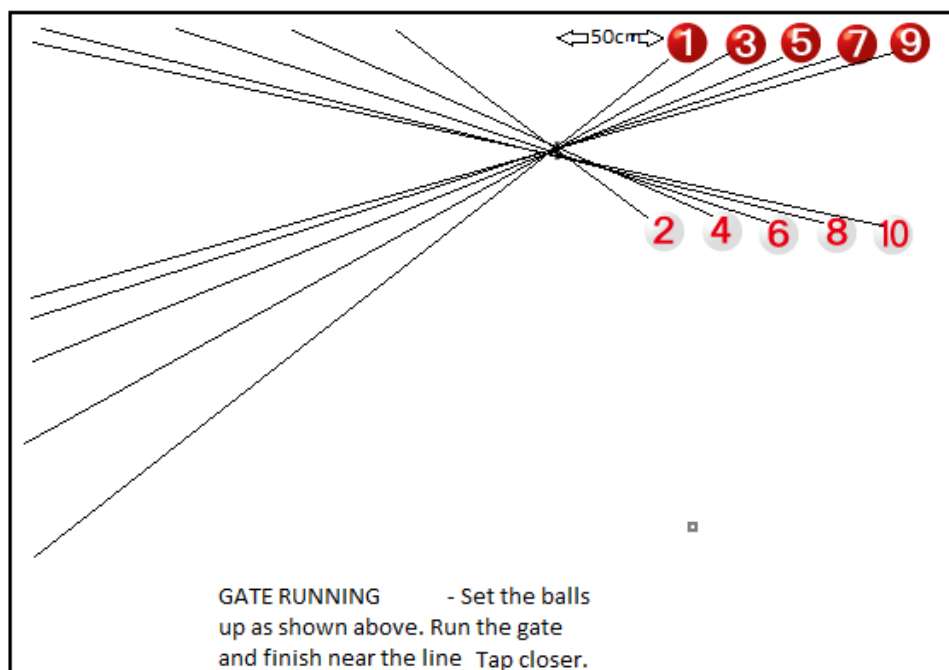 50cm 1 3 5 7 9
2 4 6 8 10
GATE RUNNING - Set the balls
up as shown above. Run the gate
and finish near the line Tap closer.